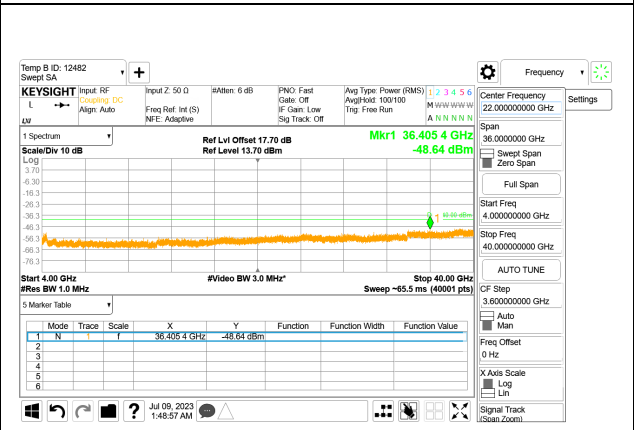 Temp B ID: 12482
Swept SA
Frequency
KEYSIGHT
L
Input: RF
Coupling: DC
Align: Auto
Input Z: 50 Ω
Freq Ref: Int (S)
NFE: Adaptive
#Atten: 6 dB
PNO: Fast
Gate: Off
IF Gain: Low
Sig Track: Off
Avg Type: Power (RMS)
Avg|Hold: 100/100
Trig: Free Run
1 2 3 4 5 6
M W W W W W
A N N N N N
1 Spectrum
Scale/Div 10 dB
Ref Lvl Offset 17.70 dB
Ref Level 13.70 dBm
Mkr1 36.405 4 GHz
-48.64 dBm
Log
3.70
-6.30
-16.3
-26.3
-36.3
-46.3
-56.3
-66.3
-76.3
1
Start 4.00 GHz
#Res BW 1.0 MHz
#Video BW 3.0 MHz*
Stop 40.00 GHz
Sweep ~65.5 ms (40001 pts)
5 Marker Table
Mode Trace Scale X Y Function Function Width Function Value
1 N 1 f 36.405 4 GHz -48.64 dBm
2
3
4
5
6
Center Frequency
22.000000000 GHz
Settings
Span
36.0000000 GHz
Swept Span
Zero Span
Full Span
Start Freq
4.000000000 GHz
Stop Freq
40.000000000 GHz
AUTO TUNE
CF Step
3.600000000 GHz
Auto
Man
Freq Offset
0 Hz
X Axis Scale
Log
Lin
Signal Track
(Span Zoom)
Jul 09, 2023
1:48:57 AM